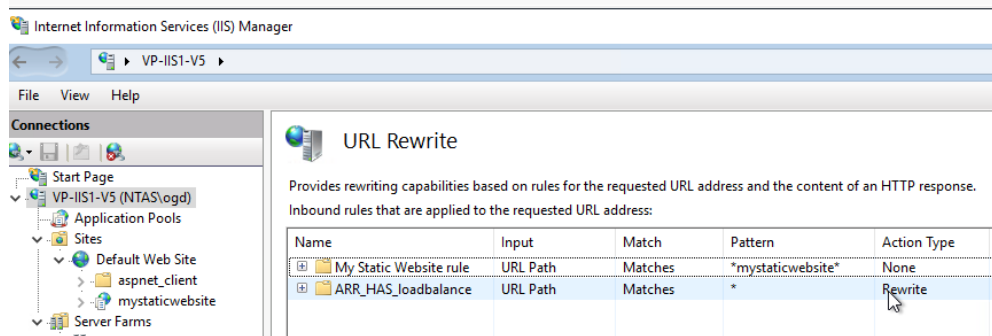 Internet Information Services (IIS) Manager
VP-IIS1-V5
File View Help
Connections
Start Page
VP-IIS1-V5 (NTAS\ogd)
Application Pools
Sites
Default Web Site
aspnet_client
mystaticwebsite
Server Farms
URL Rewrite
Provides rewriting capabilities based on rules for the requested URL address and the content of an HTTP response.
Inbound rules that are applied to the requested URL address:
Name Input Match Pattern Action Type
My Static Website rule URL Path Matches *mystaticwebsite* None
ARR_HAS_loadbalance URL Path Matches * Rewrite